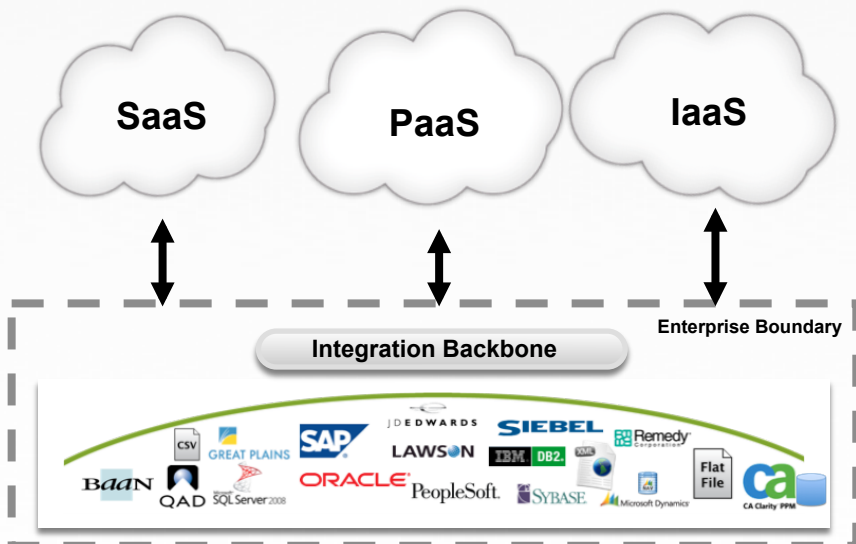 SaaS
PaaS
IaaS
Enterprise Boundary
Integration Backbone
JDEDWARDS
SIEBEL
CSV
GREAT PLAINS
SAP
LAWSON
IBM DB2.
XML
Remedy
Corporation
BaaN
QAD
Microsoft
SQL Server 2008
ORACLE
PeopleSoft.
SYBASE
Microsoft Dynamics
Flat
File
ca
CA Clarity PPM